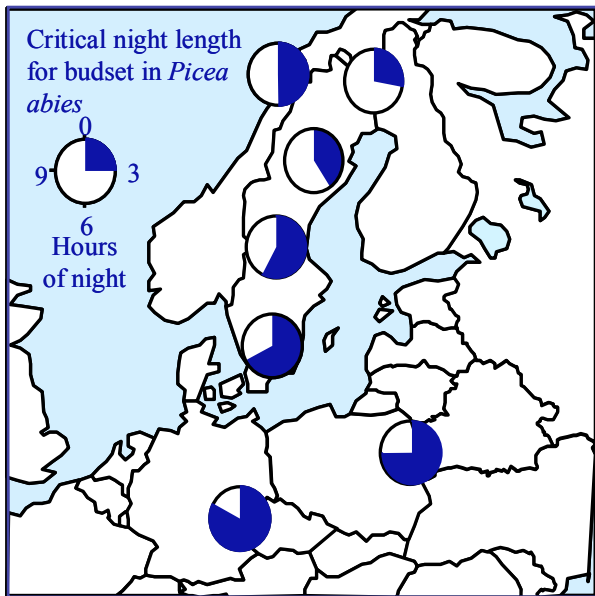 Critical night length
for budset in Picea
abies
0
9 3
6
Hours
of night